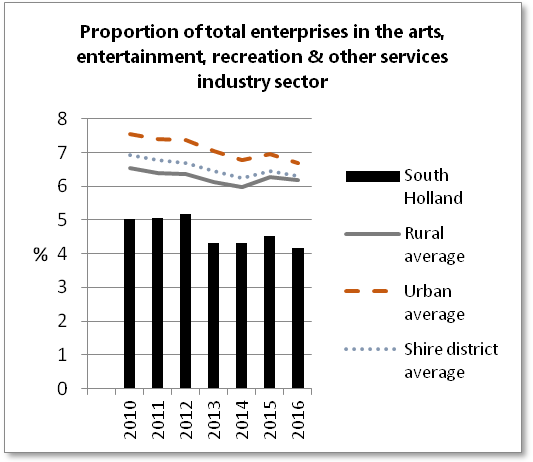 Proportion of total enterprises in the arts,
entertainment, recreation & other services
industry sector
8
7
6
5
4
3
2
1
0
%
2010
2011
2012
2013
2014
2015
2016
South
Holland
Rural
average
Urban
average
Shire district
average